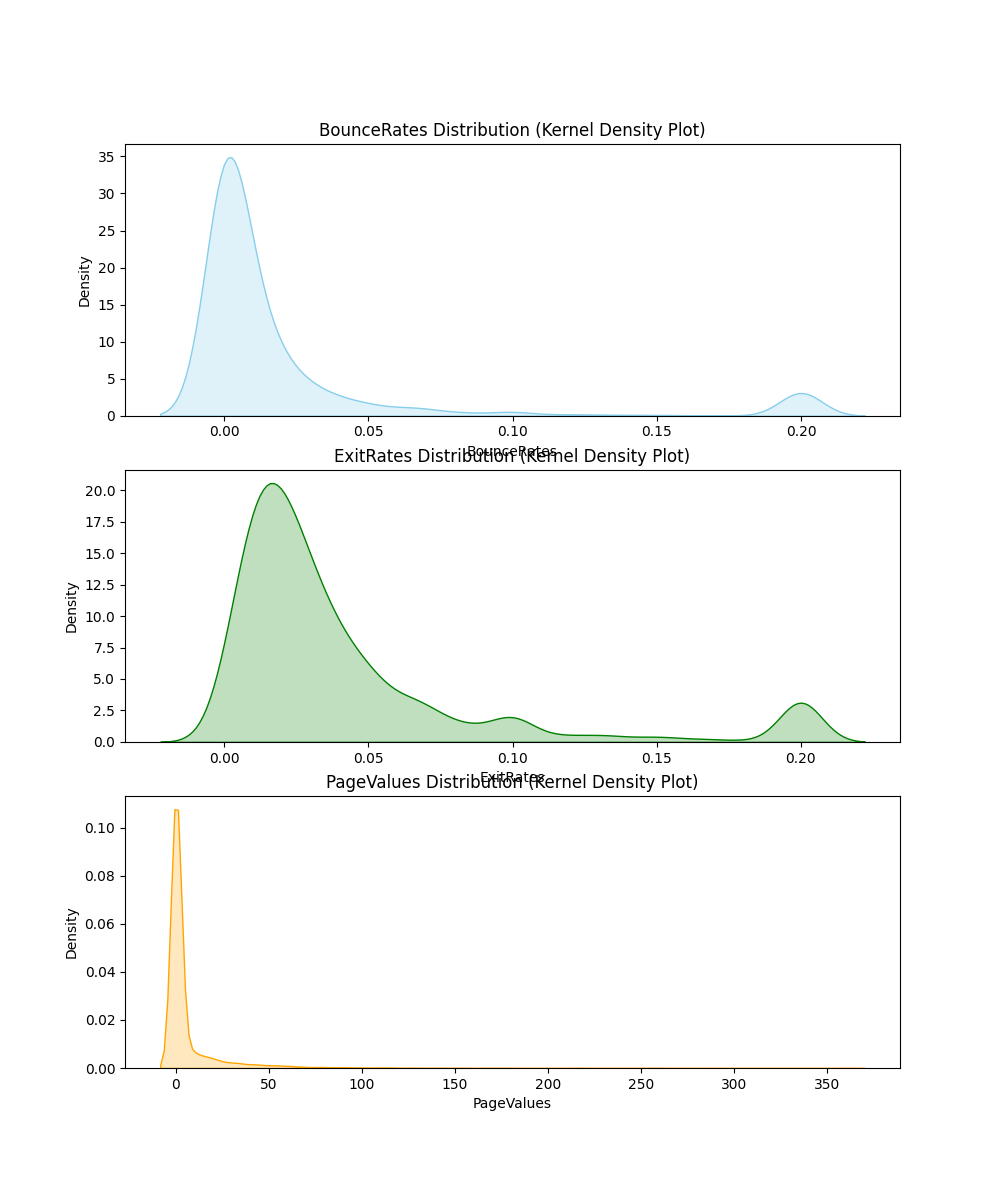 BounceRates Distribution (Kernel Density Plot)
35
30
25
20
15
10
5
0
Density
0.00 0.05 0.10 0.15 0.20
BounceRates
ExitRates Distribution (Kernel Density Plot)
20.0
17.5
15.0
12.5
10.0
7.5
5.0
2.5
0.0
Density
0.00 0.05 0.10 0.15 0.20
ExitRates
PageValues Distribution (Kernel Density Plot)
0.10
0.08
0.06
0.04
0.02
0.00
Density
0 50 100 150 200 250 300 350
PageValues